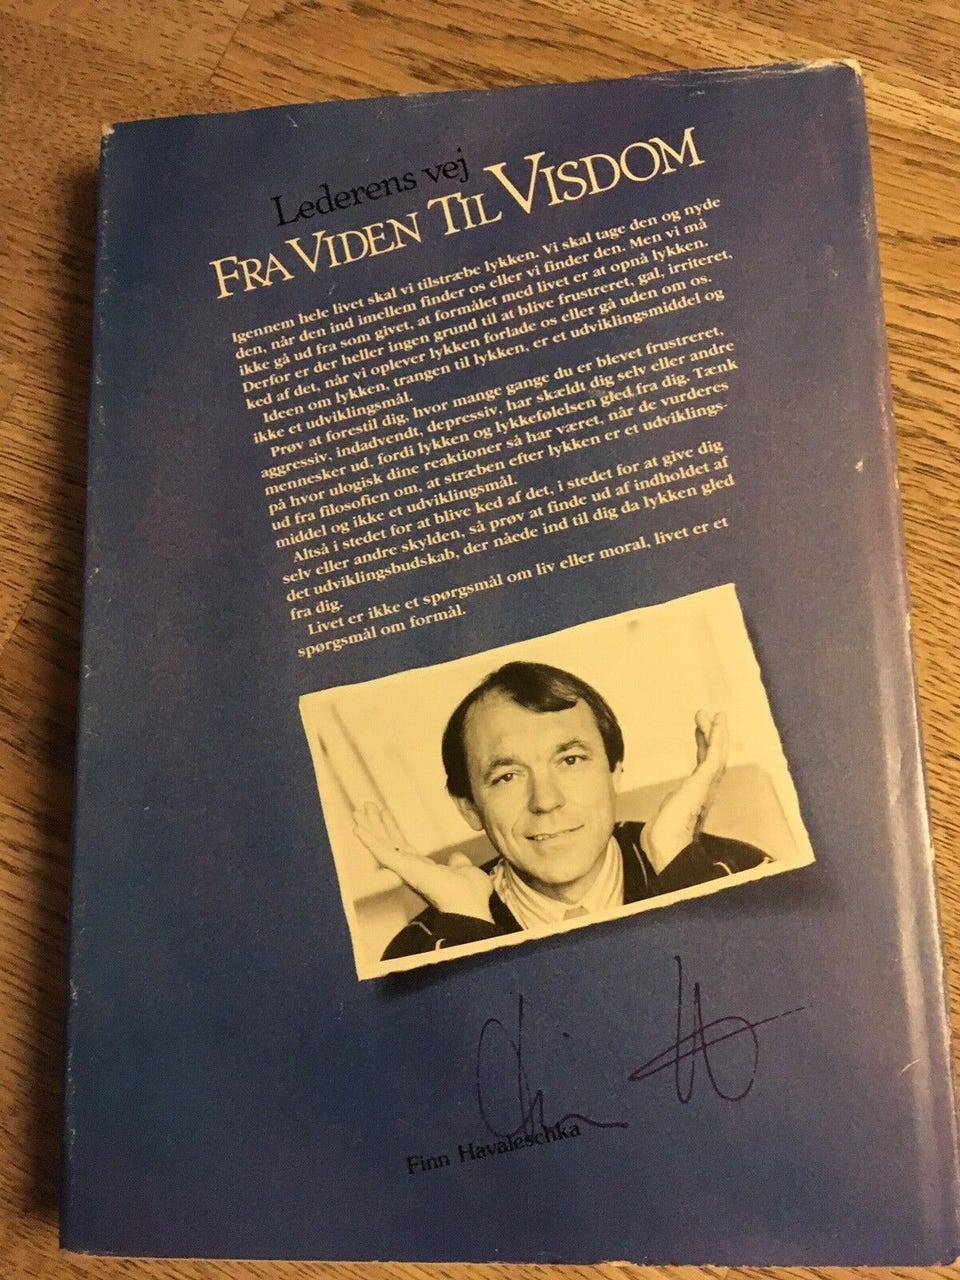 Lederens vej
FRA VIDEN TIL VISDOM
Igennem hele livet skal vi tilstræbe lykken. Vi skal tage den og nyde
den, når den ind imellem finder os eller vi finder den. Men vi må
ikke gå ud fra som givet, at formålet med livet er at opnå lykken.
Derfor er der heller ingen grund til at blive frustreret, gal, irriteret,
ked af det, når vi oplever lykken forlade os eller gå uden om os.
Ideen om lykken, trangen til lykken, er et udviklingsmiddel og
ikke et udviklingsmål.
Prøv at forestil dig, hvor mange gange du er blevet frustreret,
aggressiv, indadvendt, depressiv, har skældt dig selv eller andre
mennesker ud, fordi lykken og lykkefølelsen gled fra dig. Tænk
på hvor ulogisk dine reaktioner så har været, når de vurderes
ud fra filosofien om, at stræben efter lykken er et udviklings-
middel og ikke et udviklingsmål.
Altså i stedet for at blive ked af det, i stedet for at give dig
selv eller andre skylden, så prøv at finde ud af indholdet af
det udviklingsbudskab, der nåede ind til dig da lykken gled
fra dig.
Livet er ikke et spørgsmål om liv eller moral, livet er et
spørgsmål om formål.
Finn Havaleschka